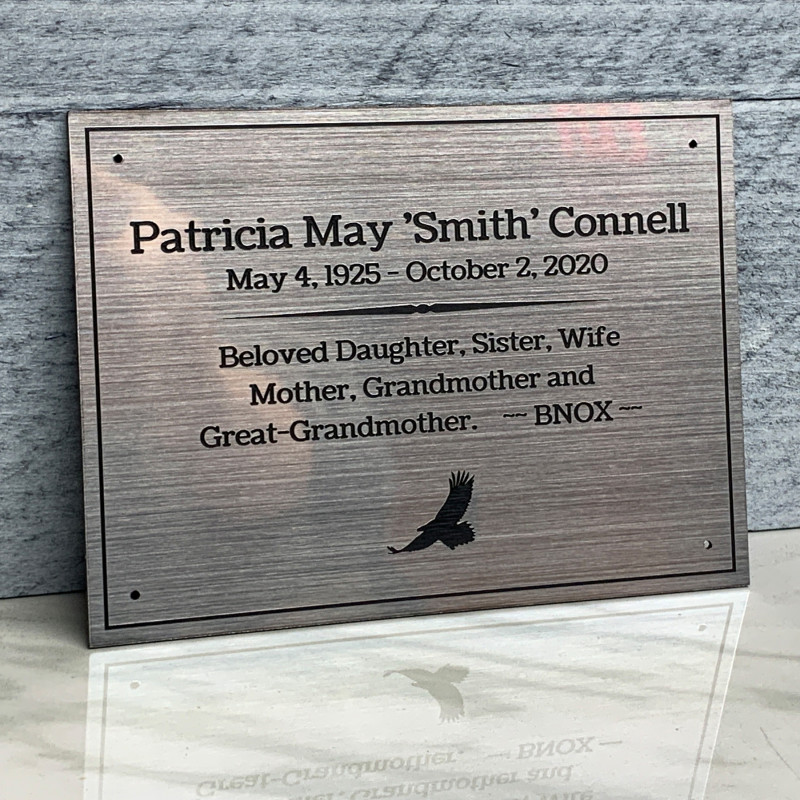 Patricia May 'Smith' Connell
May 4, 1925 - October 2, 2020
Beloved Daughter, Sister, Wife
Mother, Grandmother and
Great-Grandmother. ~~ BNOX ~~